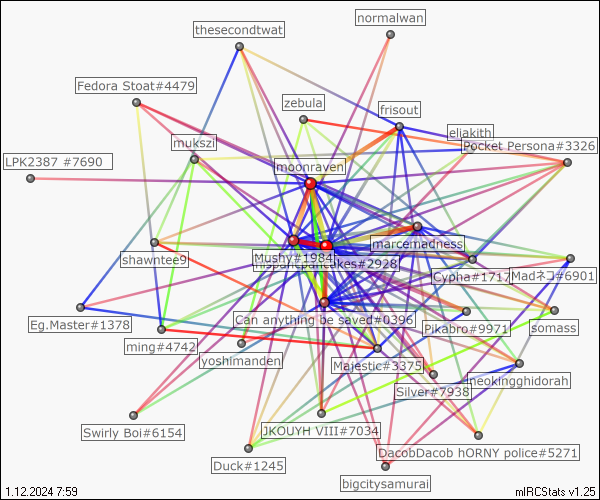 normalwan
thesecondtwat
Fedora Stoat#4479
zebula
frisout
eliakith
mukszi
Pocket Persona#3326
LPK2387 #7690
moonraven
marcemadness
shawntee9
Mushy#1984
pancakes#2928
Cypha#1717
Madネコ#6901
Can anything be saved#0396
Eg.Master#1378
Pikabro#9971
somass
ming#4742
yoshimanden
Majestic#3375
neokingghidorah
Silver#7938
Swirly Boi#6154
JKOUYH VIII#7034
DacobDacob hORNY police#5271
Duck#1245
bigcitysamurai
1.12.2024 7:59
mIRCStats v1.25